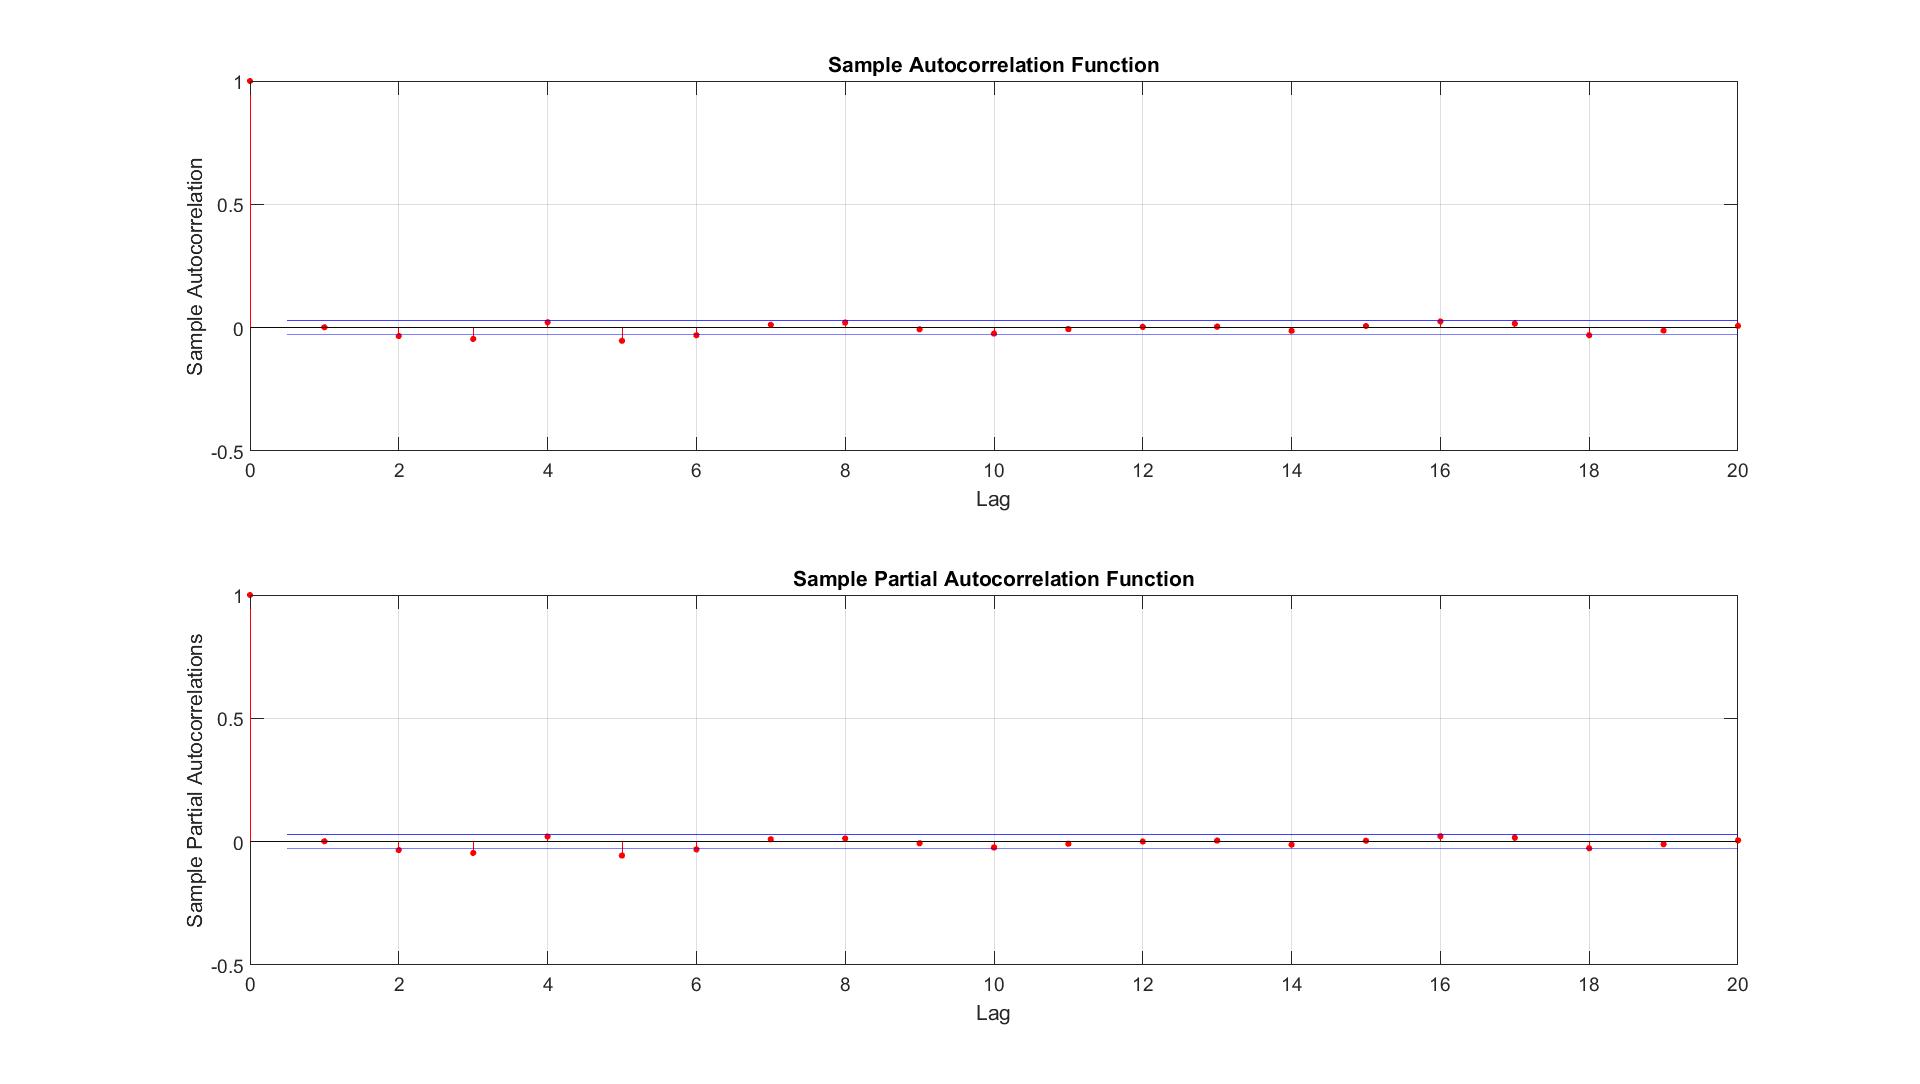 Sample Autocorrelation Function
Sample Autocorrelation
1
0.5
0
-0.5
0 2 4 6 8 10 12 14 16 18 20
Lag
Sample Partial Autocorrelation Function
Sample Partial Autocorrelations
1
0.5
0
-0.5
0 2 4 6 8 10 12 14 16 18 20
Lag